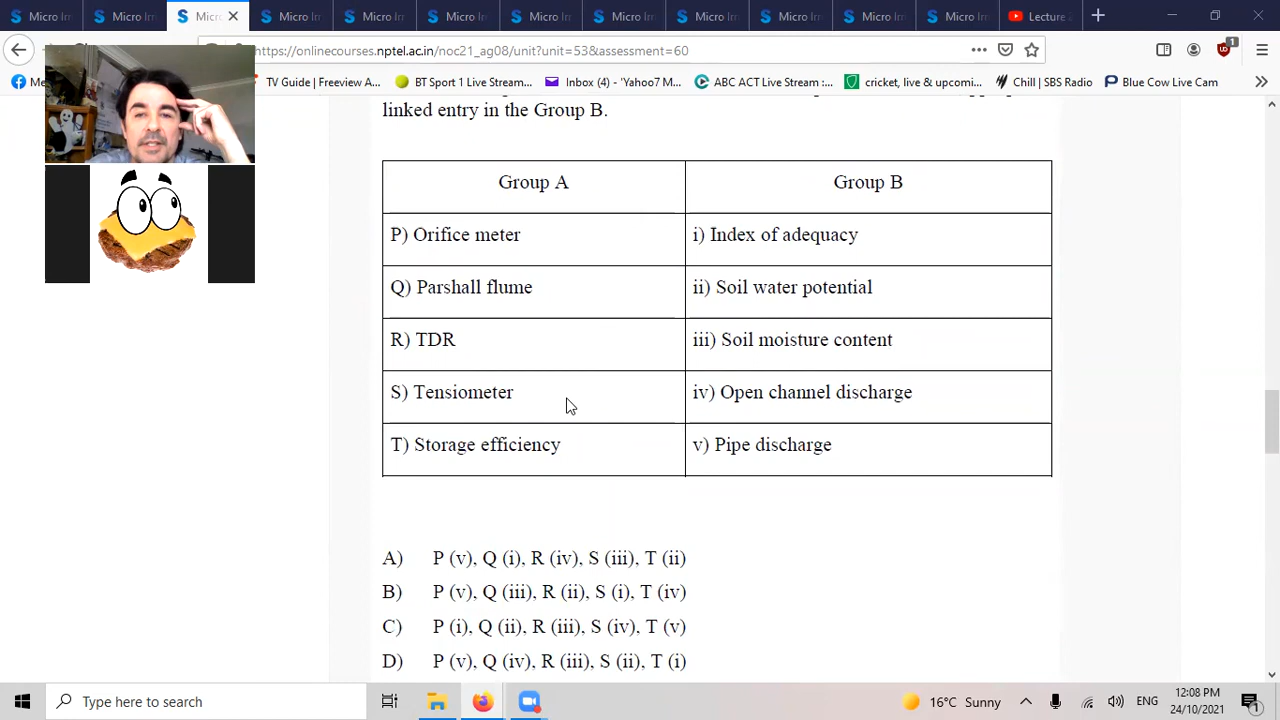 Micro Im
Micro Im
Micro
Micro Im
Micro Im
Micro Im
Micro Im
Micro Im
Micro Im
Micro Im
Micro Im
Micro Im
Lecture
https://onlinecourses.nptel.ac.in/noc21_ag08/unit?unit=53&assessment=60
TV Guide | Freeview A...
BT Sport 1 Live Stream...
Inbox (4) - 'Yahoo7 M...
ABC ACT Live Stream :...
cricket, live & upcomi...
Chill | SBS Radio
Blue Cow Live Cam
linked entry in the Group B.
Group A
Group B
P) Orifice meter
i) Index of adequacy
Q) Parshall flume
ii) Soil water potential
R) TDR
iii) Soil moisture content
S) Tensiometer
iv) Open channel discharge
T) Storage efficiency
v) Pipe discharge
A) P (v), Q (i), R (iv), S (iii), T (ii)
B) P (v), Q (iii), R (ii), S (i), T (iv)
C) P (i), Q (ii), R (iii), S (iv), T (v)
D) P (v), Q (iv), R (iii), S (ii), T (i)
Type here to search
16°C Sunny
ENG
12:08 PM
24/10/2021